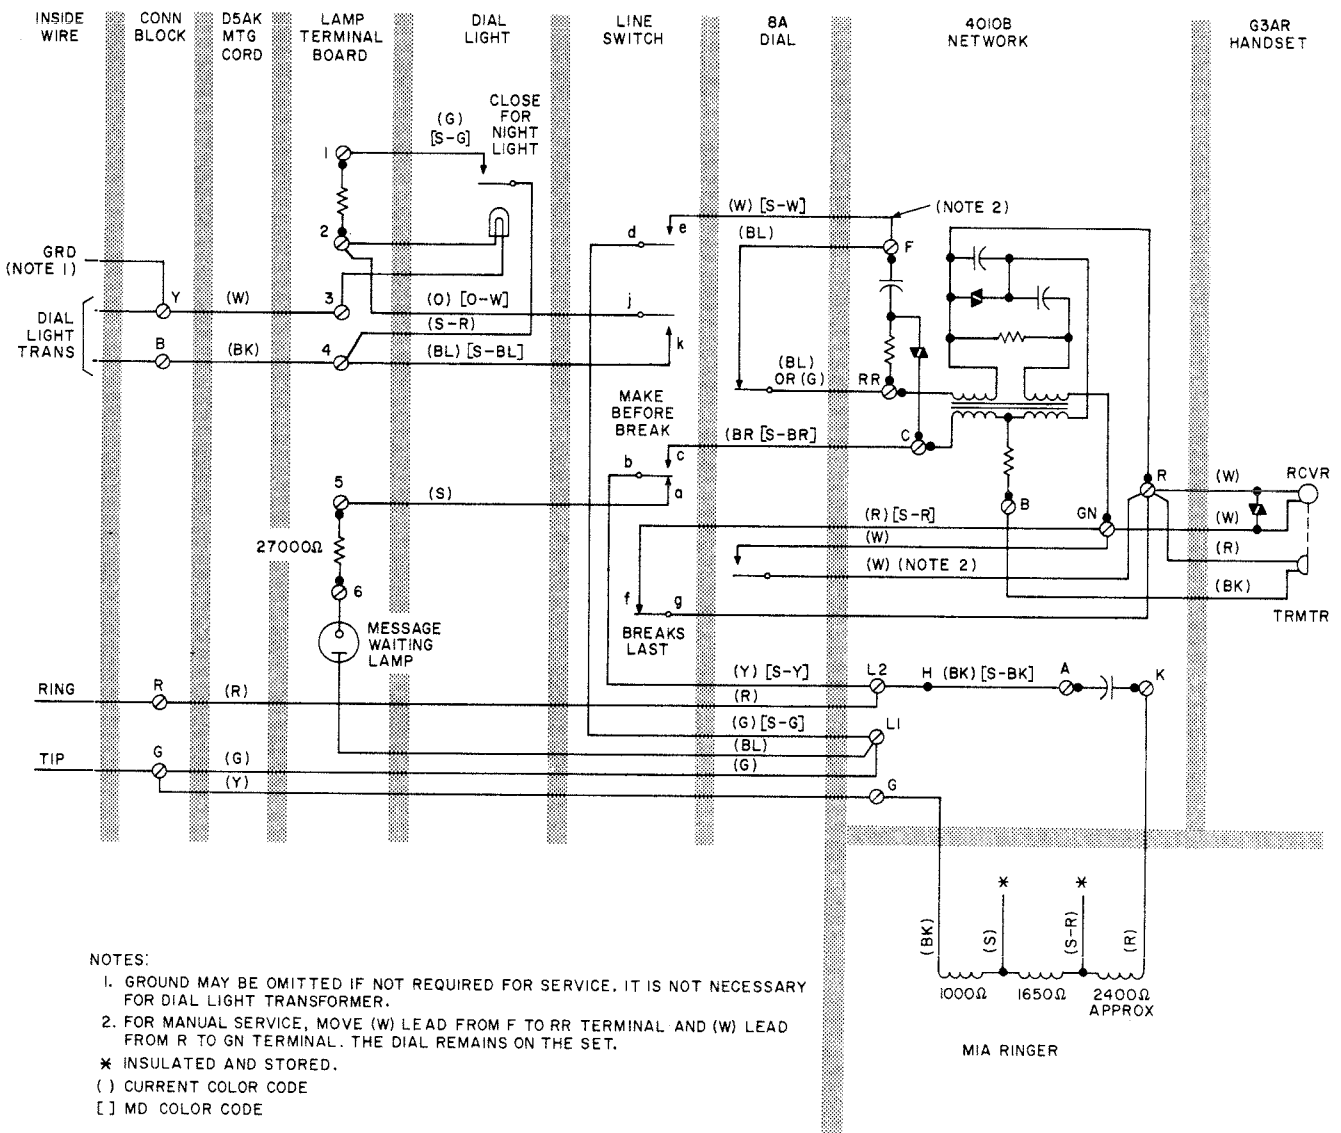 INSIDE
WIRE
CONN
BLOCK
D5AK
MTG
CORD
LAMP
TERMINAL
BOARD
DIAL
LIGHT
LINE
SWITCH
8A
DIAL
4010B
NETWORK
G3AR
HANDSET
CLOSE
FOR
NIGHT
LIGHT
(G)
[S-G]
1
2
(W) [S-W]
(NOTE 2)
d
e
(BL)
F
GRD
(NOTE 1)
Y
(W)
3
(O) [O-W]
j
DIAL
LIGHT
TRANS
(S-R)
B
(BK)
4
(BL) [S-BL]
k
(BL)
OR (G)
RR
MAKE
BEFORE
BREAK
(BR [S-BR]
C
b
c
a
5
(S)
R
(W)
RCVR
B
GN
(R) [S-R]
(W)
27000Ω
(W)
(R)
(W) (NOTE 2)
6
f
g
(BK)
TRMTR
MESSAGE
WAITING
LAMP
BREAKS
LAST
RING
R
(R)
(Y) [S-Y]
L2
H
(BK) [S-BK]
A
K
(R)
(G) [S-G]
L1
(BL)
TIP
G
(G)
(G)
(Y)
G
*
*
(BK)
(S)
(S-R)
(R)
1000Ω
1650Ω
2400Ω
APPROX
M1A RINGER
NOTES:
1. GROUND MAY BE OMITTED IF NOT REQUIRED FOR SERVICE. IT IS NOT NECESSARY
FOR DIAL LIGHT TRANSFORMER.
2. FOR MANUAL SERVICE, MOVE (W) LEAD FROM F TO RR TERMINAL AND (W) LEAD
FROM R TO GN TERMINAL. THE DIAL REMAINS ON THE SET.
* INSULATED AND STORED.
( ) CURRENT COLOR CODE
[ ] MD COLOR CODE